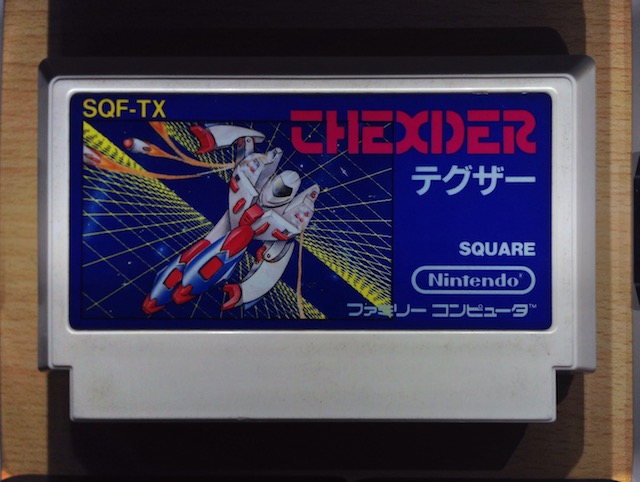 SQF-TX
THEXDER
テグザー
SQUARE
Nintendo
ファミリー コンピュータ™